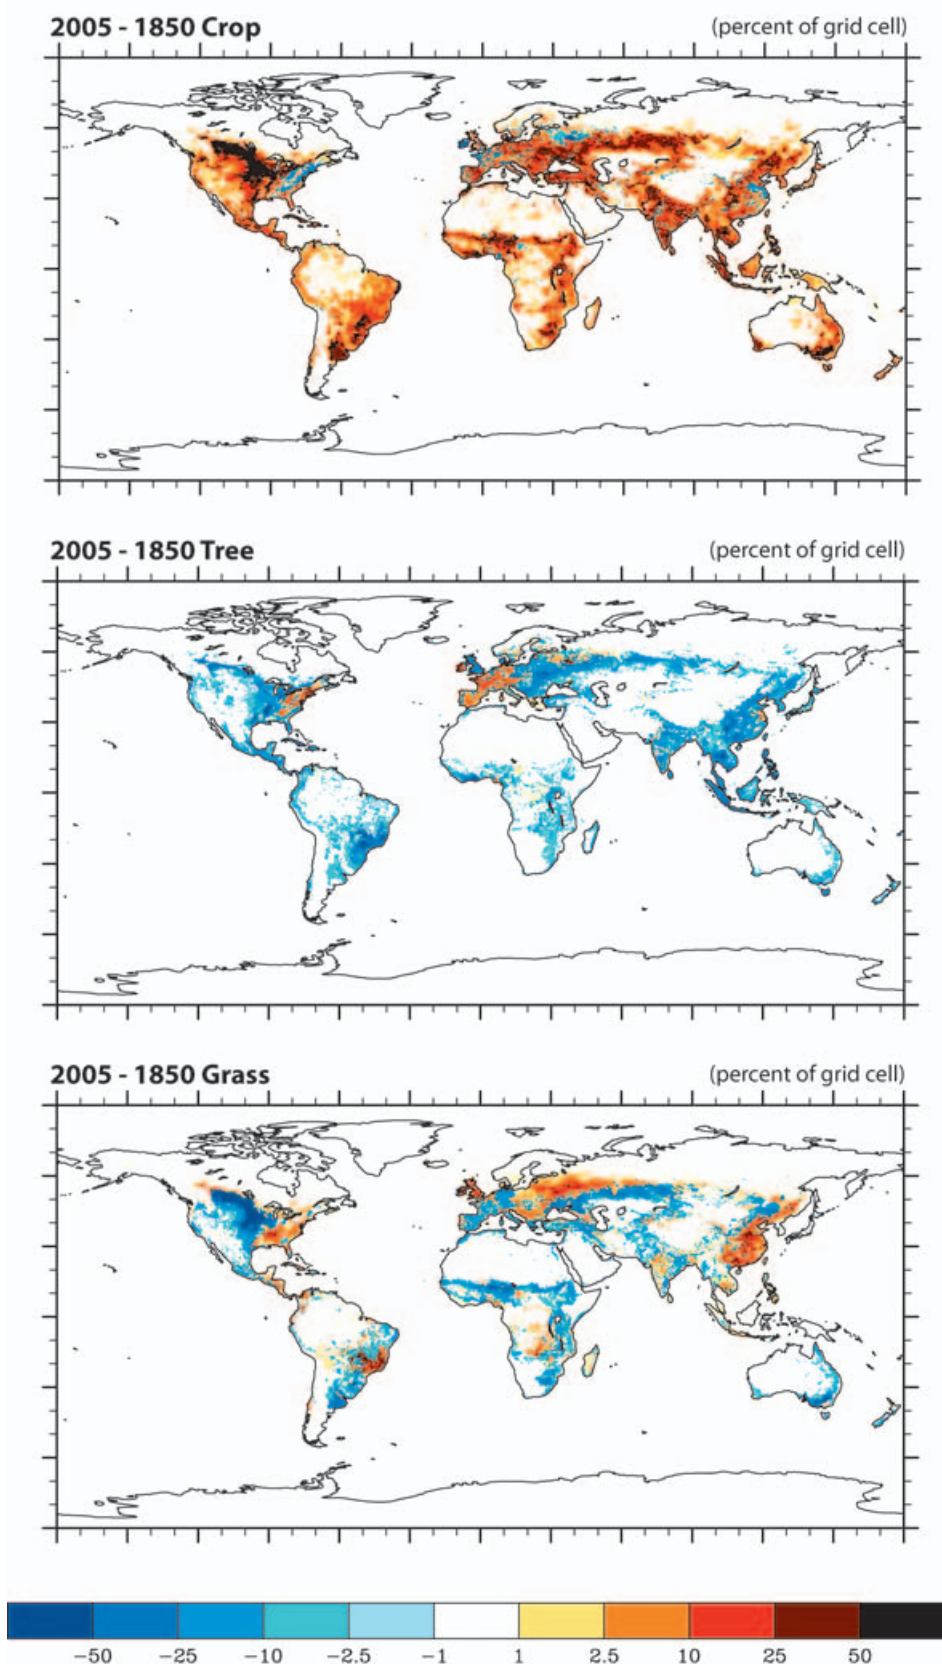 2005 - 1850 Crop (percent of grid cell)
2005 - 1850 Tree (percent of grid cell)
2005 - 1850 Grass (percent of grid cell)
−50 −25 −10 −2.5 −1 1 2.5 10 25 50